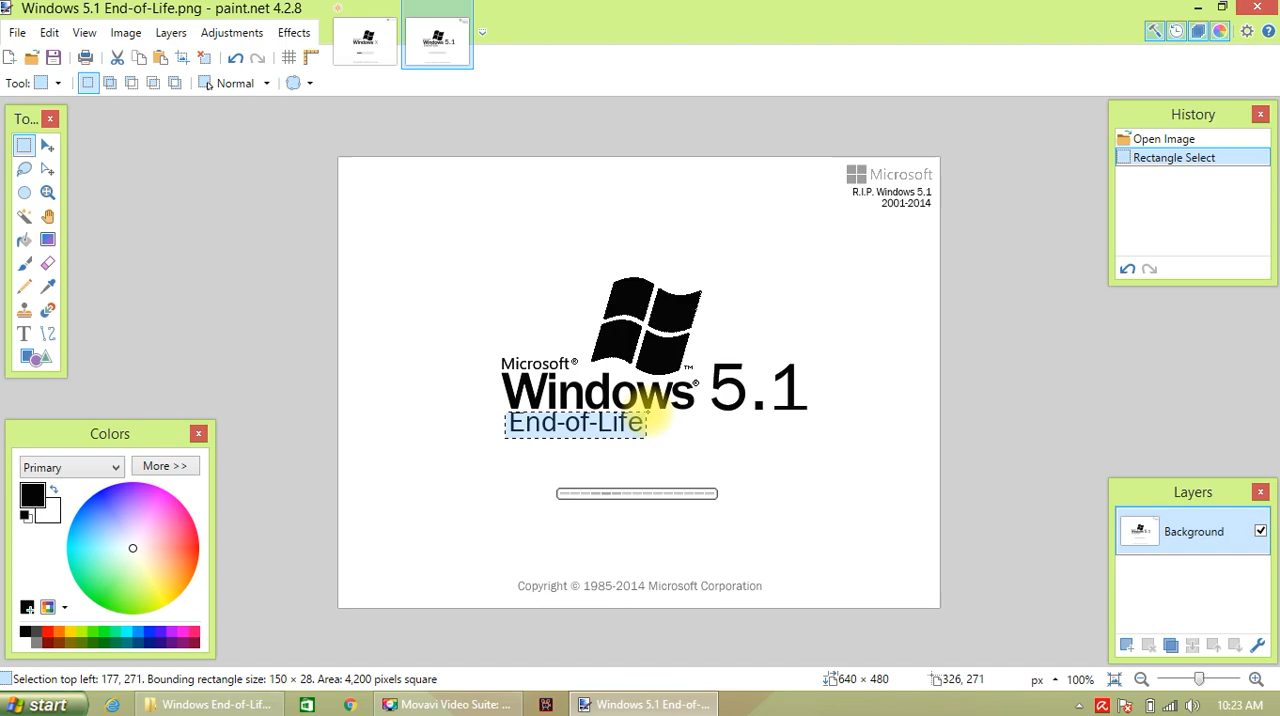 Windows 5.1 End-of-Life.png - paint.net 4.2.8
File Edit View Image Layers Adjustments Effects
Tool: Normal
To...
History
Open Image
Rectangle Select
Microsoft
R.I.P. Windows 5.1
2001-2014
Microsoft®
Windows® 5.1
™
End-of-Life
Copyright © 1985-2014 Microsoft Corporation
Colors
Primary
More >>
Layers
Background
Selection top left: 177, 271. Bounding rectangle size: 150 × 28. Area: 4,200 pixels square
640 × 480
326, 271
px
100%
start
Windows End-of-Lif...
Movavi Video Suite: ...
Windows 5.1 End-of-...
10:23 AM